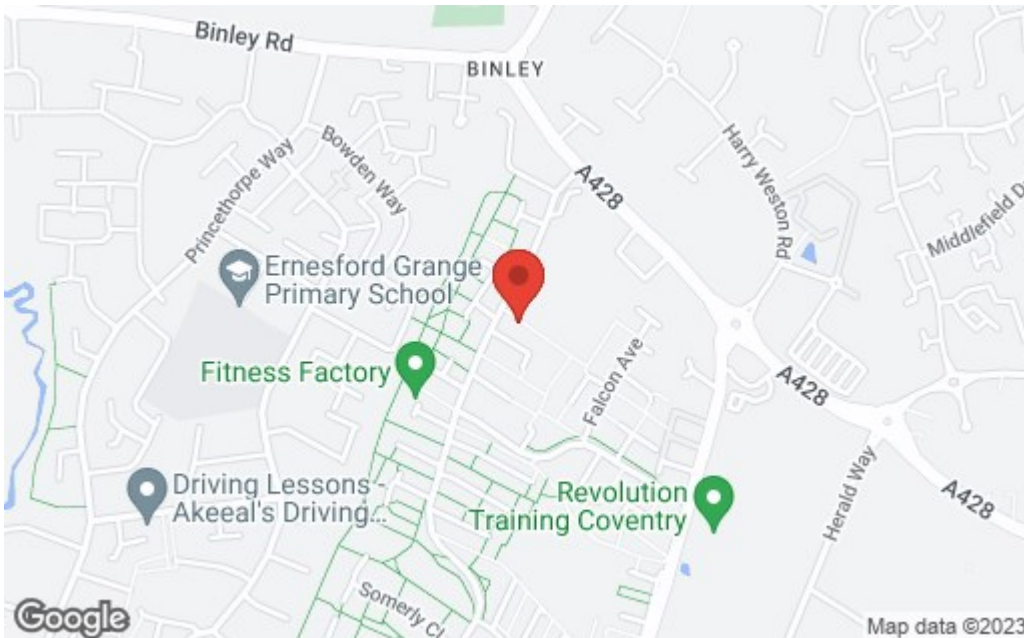 Binley Rd
BINLEY
Bowden Way
Princethorpe Way
A428
Harry Weston Rd
Middlefield D
Ernesford Grange
Primary School
Fitness Factory
Falcon Ave
A428
Driving Lessons -
Akeeal's Driving...
Revolution
Training Coventry
Herald Way
A428
Somerly Cl
Google
Map data ©2023